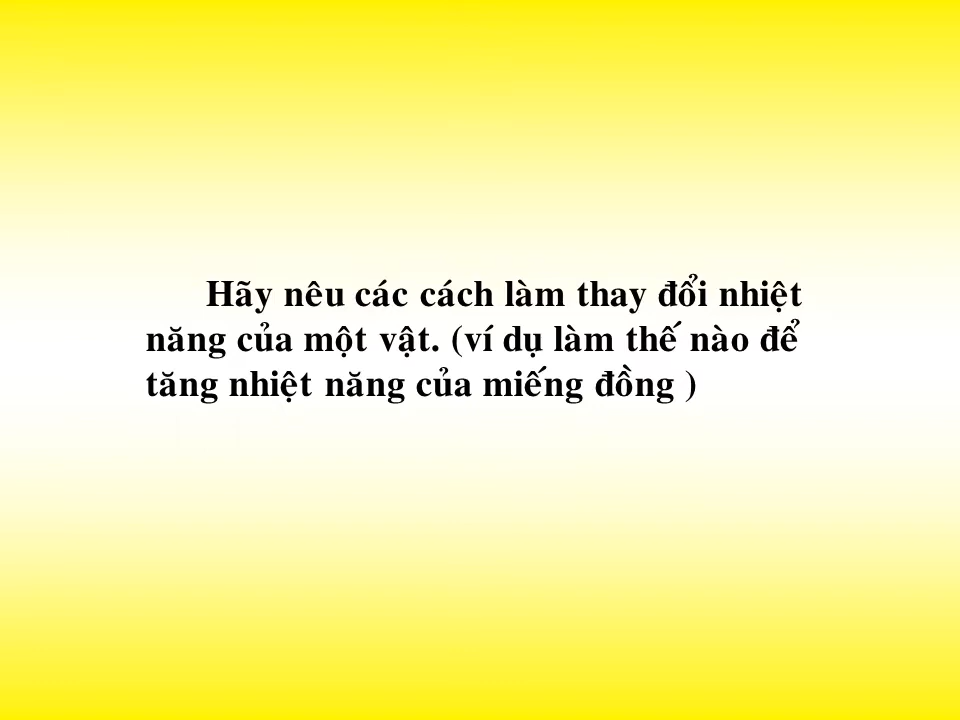 Hãy nêu các cách làm thay đổi nhiệt
năng của một vật. (ví dụ làm thế nào để
tăng nhiệt năng của miếng đồng )